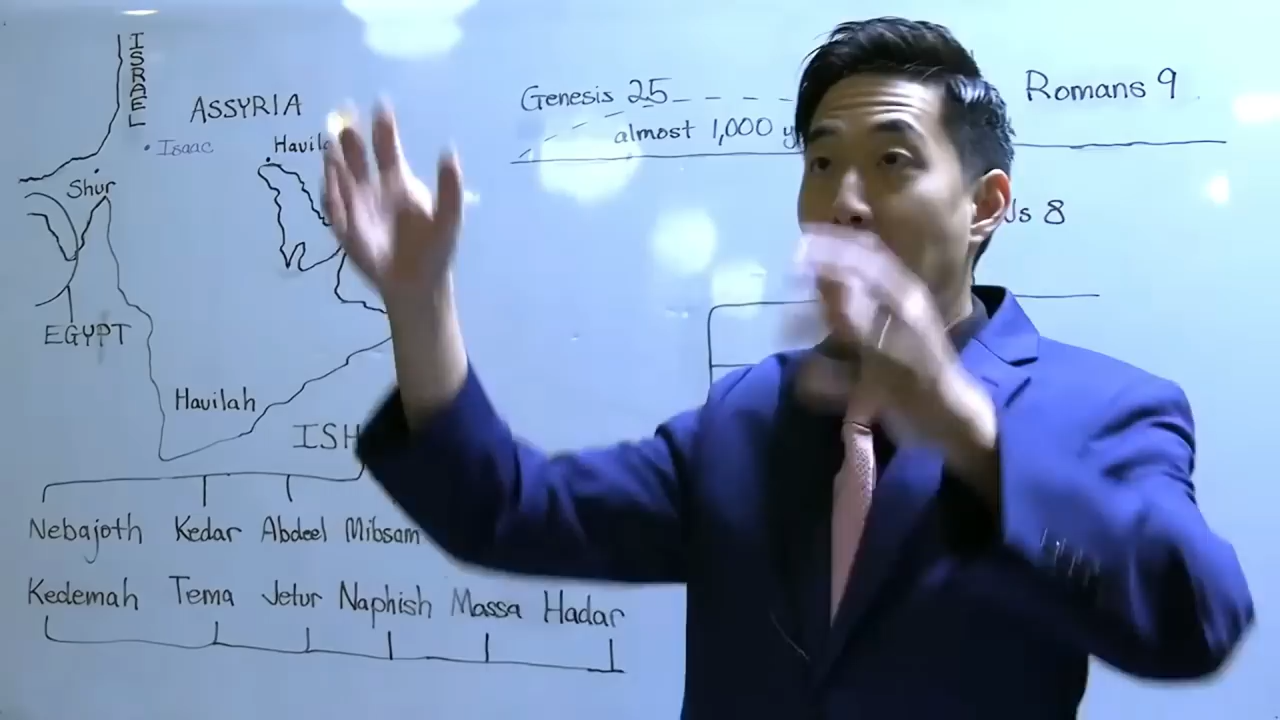 ISRAEL
ASSYRIA
Isaac
Havila
Shur
EGYPT
Havilah
Genesis 25
almost 1,000 y
Romans 9
8
ISH
Nebajoth Kedar Abdeel Mibsam
Kedemah Tema Jetur Naphish Massa Hadar